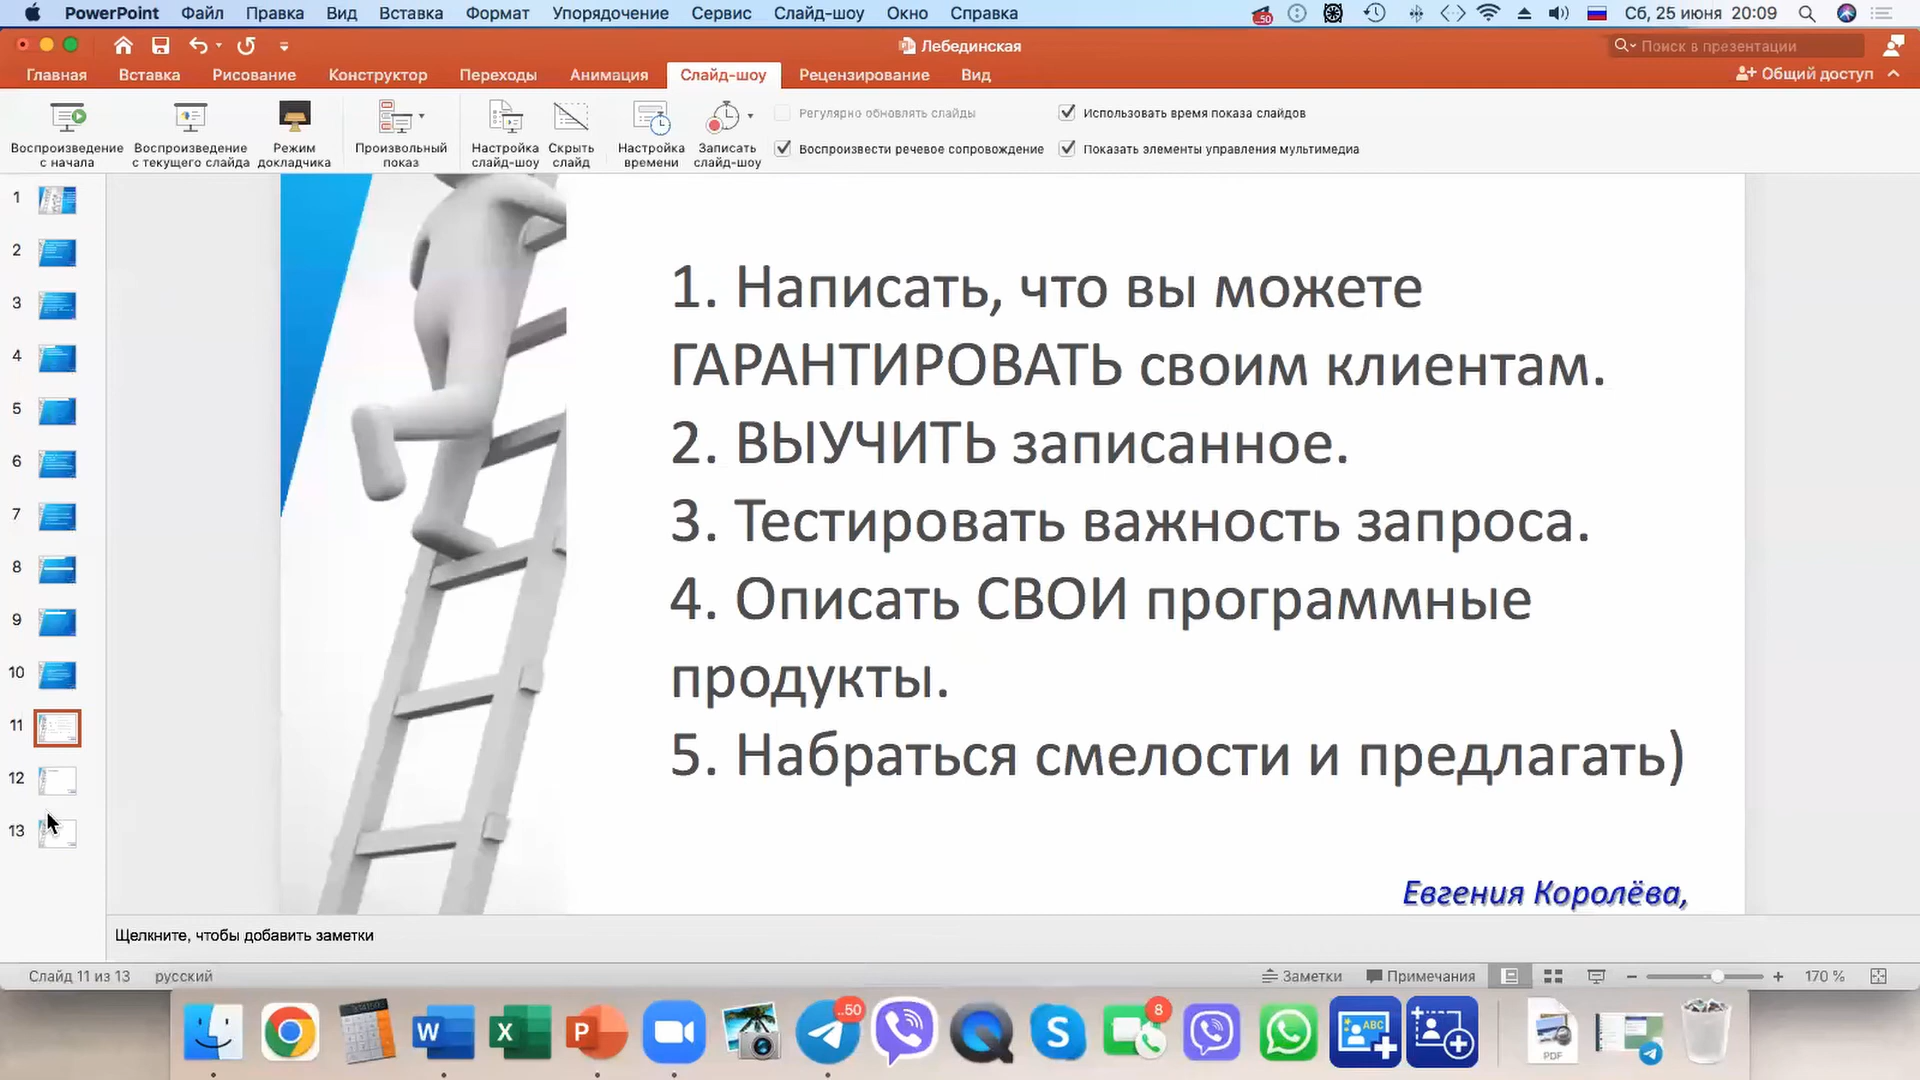 PowerPoint Файл Правка Вид Вставка Формат Упорядочение Сервис Слайд-шоу Окно Справка
50
Сб, 25 июня 20:09
Лебединская
Поиск в презентации
Главная Вставка Рисование Конструктор Переходы Анимация Слайд-шоу Рецензирование Вид
Общий доступ
Воспроизведение с начала
Воспроизведение с текущего слайда
Режим докладчика
Произвольный показ
Настройка слайд-шоу
Скрыть слайд
Настройка времени
Записать слайд-шоу
Регулярно обновлять слайды
Воспроизвести речевое сопровождение
Использовать время показа слайдов
Показать элементы управления мультимедиа
1
2
3
4
5
6
7
8
9
10
11
12
13
1. Написать, что вы можете
ГАРАНТИРОВАТЬ своим клиентам.
2. ВЫУЧИТЬ записанное.
3. Тестировать важность запроса.
4. Описать СВОИ программные
продукты.
5. Набраться смелости и предлагать)
Евгения Королёва,
Щелкните, чтобы добавить заметки
Слайд 11 из 13 русский
Заметки Примечания
170 %
W
X
P
..50
S
8
ABC
PDF